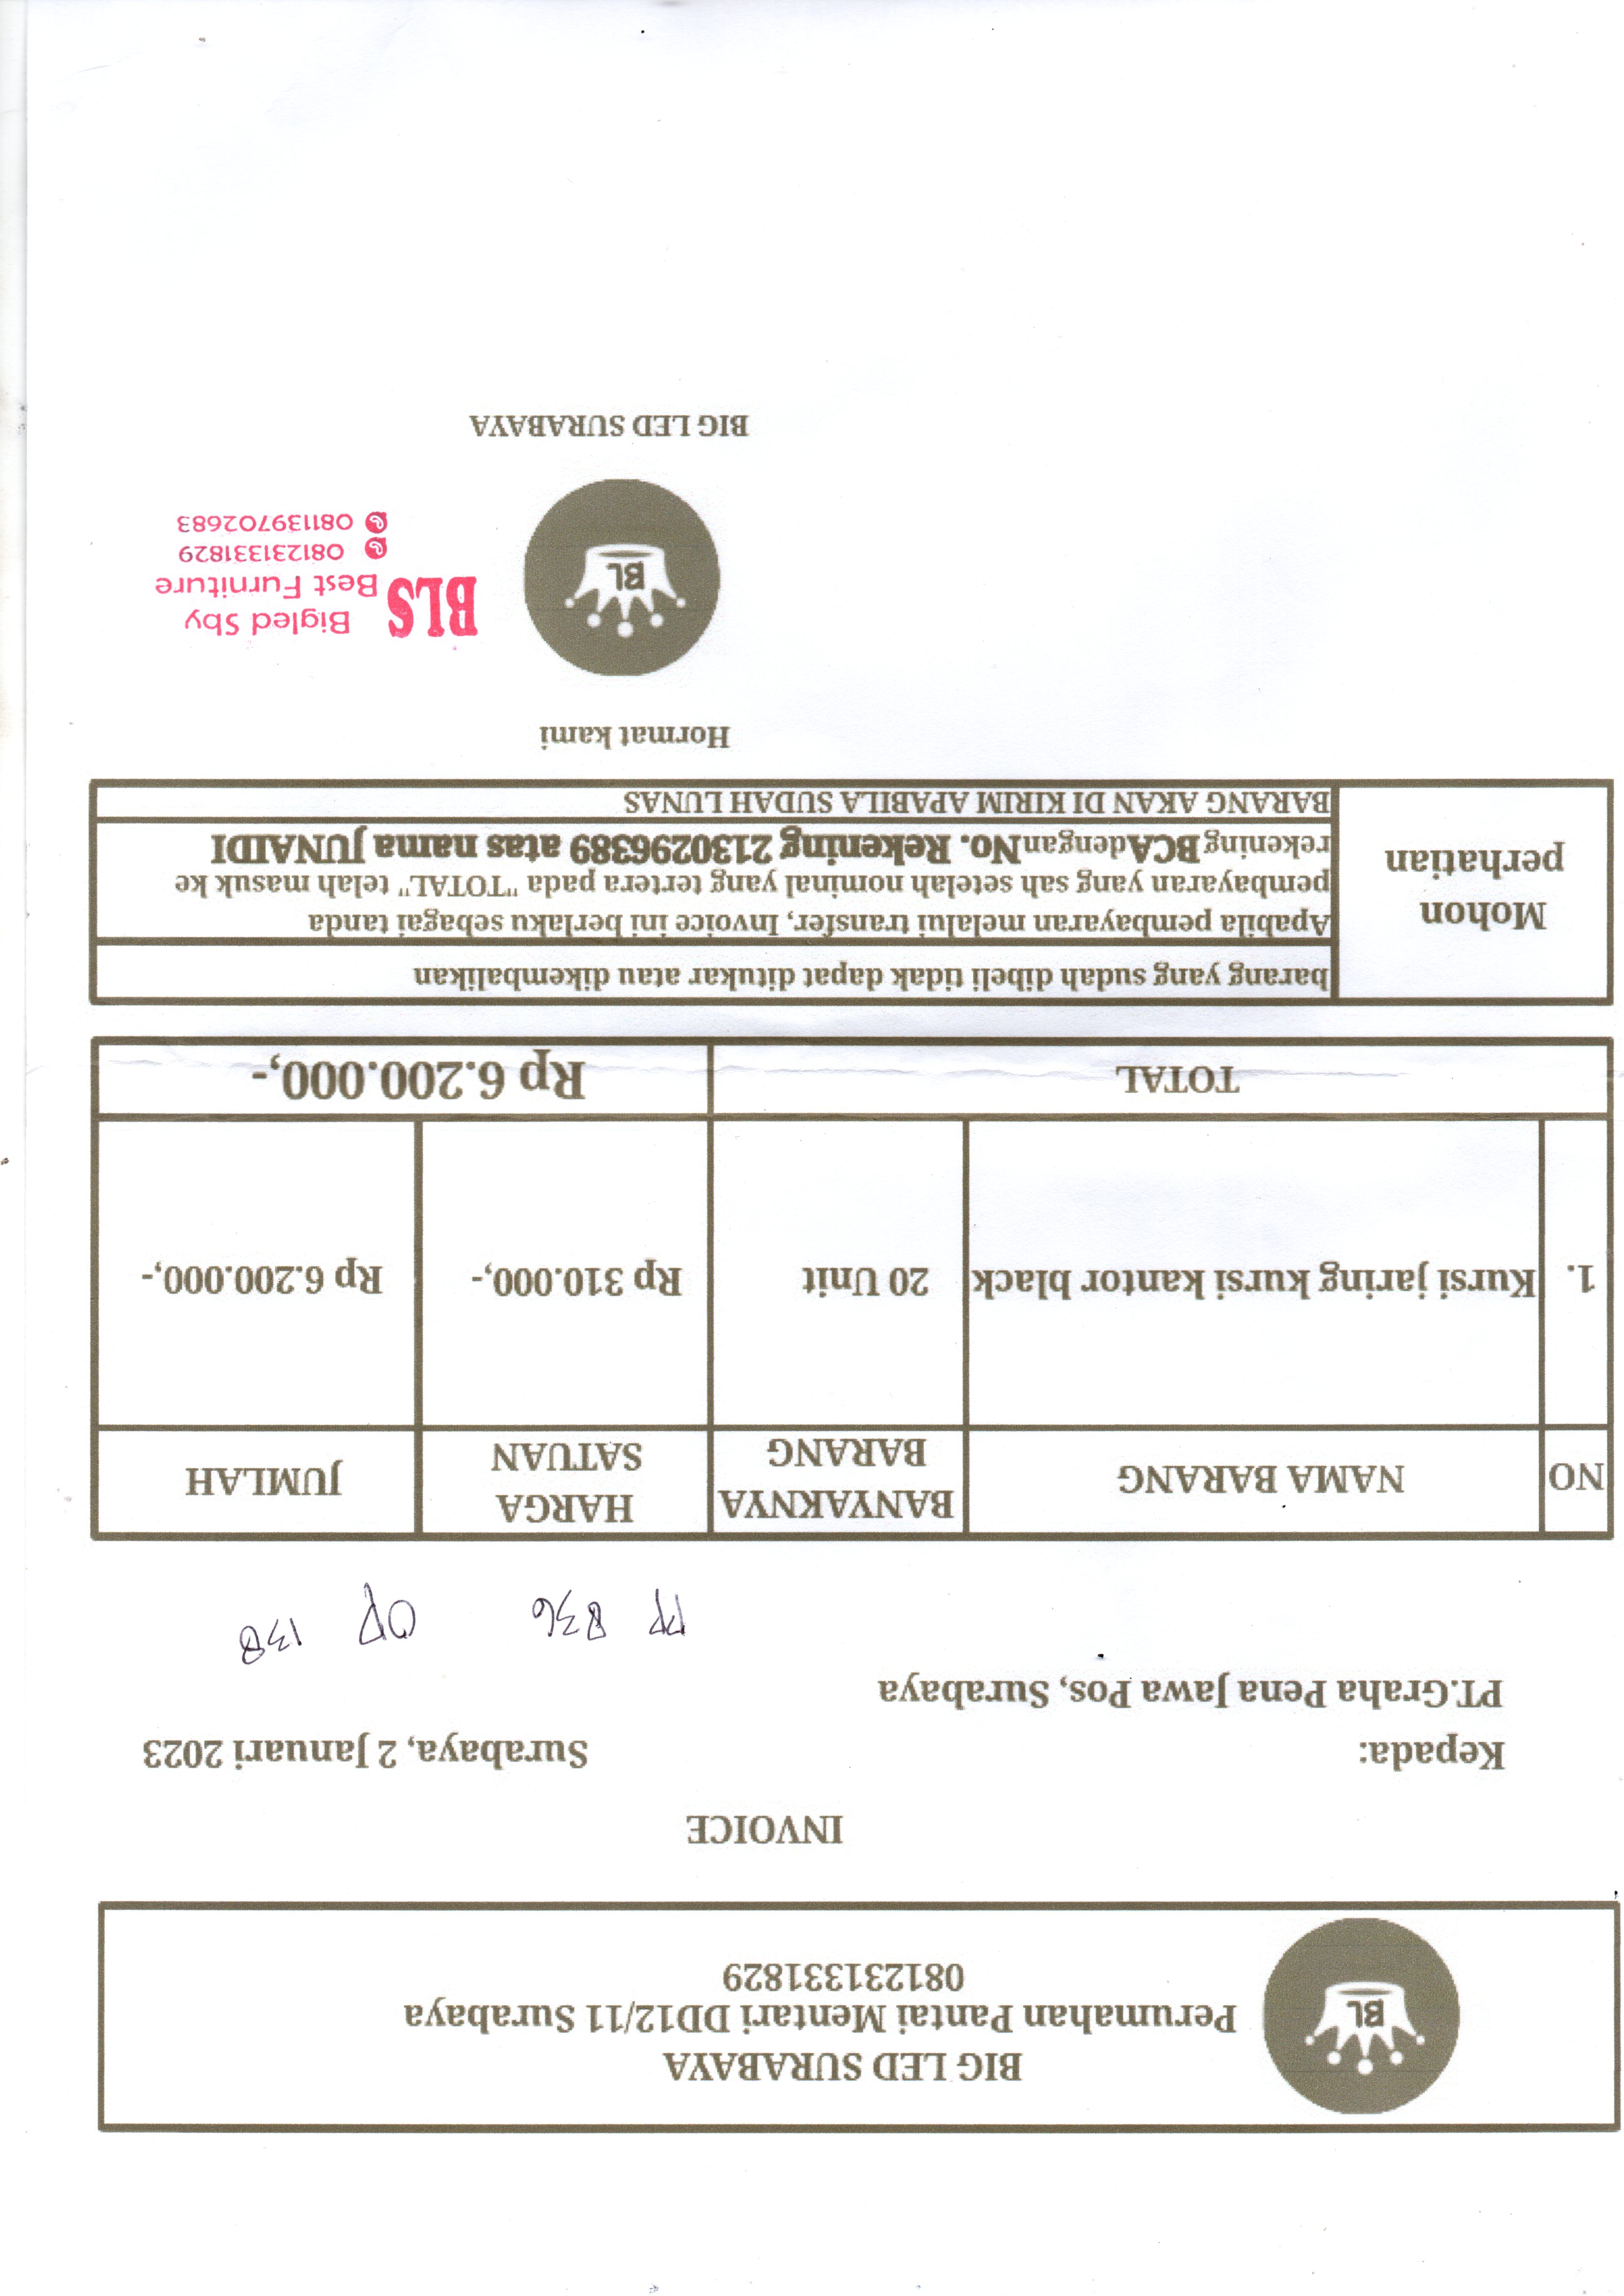 BL
BIG LED SURABAYA
Perumahan Pantai Mentari DD12/11 Surabaya
081231331829
INVOICE
Kepada: Surabaya, 2 Januari 2023
PT.Graha Pena Jawa Pos, Surabaya
PP 836 OP 138
NO NAMA BARANG BANYAKNYA BARANG HARGA SATUAN JUMLAH
1. Kursi jaring kursi kantor black 20 Unit Rp 310.000,- Rp 6.200.000,-
TOTAL Rp 6.200.000,-
Mohon perhatian
barang yang sudah dibeli tidak dapat ditukar atau dikembalikan
Apabila pembayaran melalui transfer, Invoice ini berlaku sebagai tanda
pembayaran yang sah setelah nominal yang tertera pada "TOTAL" telah masuk ke
rekening BCA dengan No. Rekening 2130296389 atas nama JUNAIDI
BARANG AKAN DI KIRIM APABILA SUDAH LUNAS
Hormat kami
BL
BLS Bigled Sby
Best Furniture
081231331829
081139702683
BIG LED SURABAYA